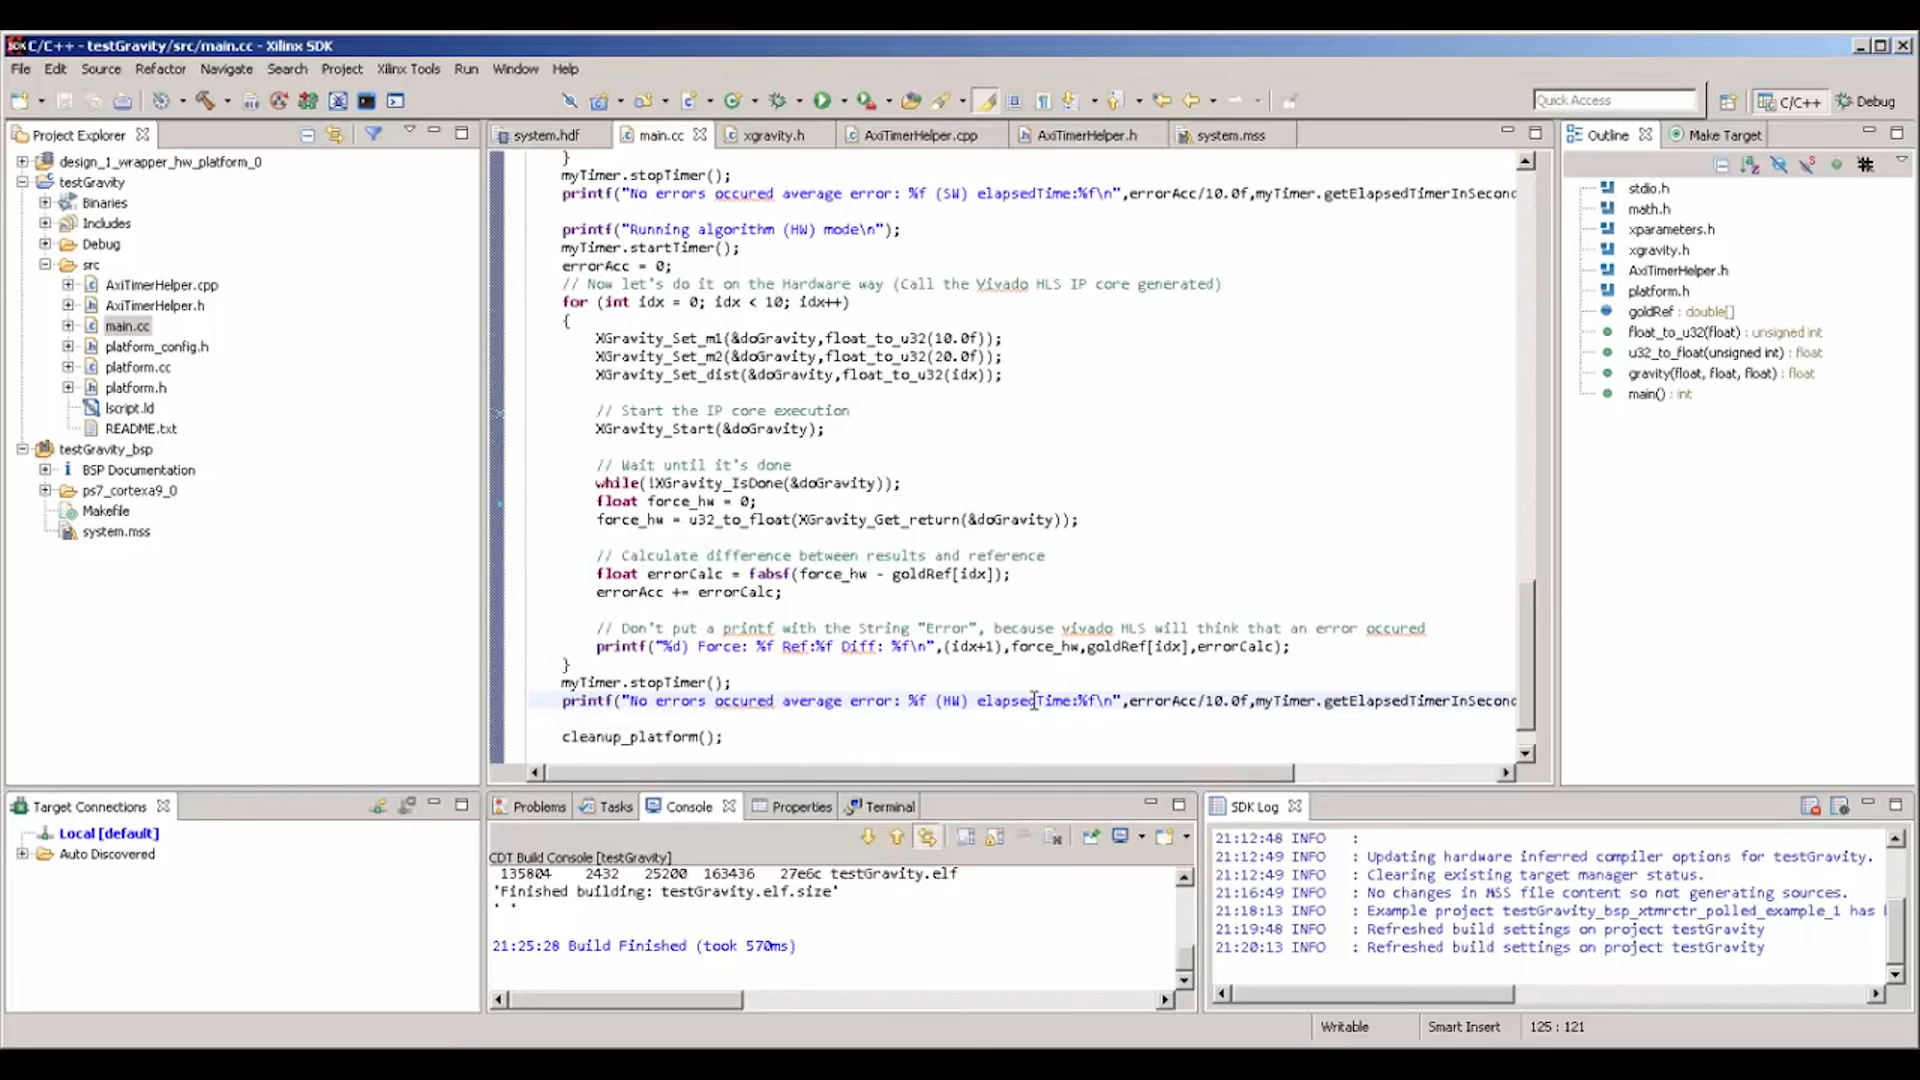 C/C++ - testGravity/src/main.cc - Xilinx SDK
File Edit Source Refactor Navigate Search Project Xilinx Tools Run Window Help
Quick Access
C/C++
Debug
Project Explorer
design_1_wrapper_hw_platform_0
testGravity
Binaries
Includes
Debug
src
AxiTimerHelper.cpp
AxiTimerHelper.h
main.cc
platform_config.h
platform.cc
platform.h
lscript.ld
README.txt
testGravity_bsp
BSP Documentation
ps7_cortexa9_0
Makefile
system.mss
system.hdf main.cc xgravity.h AxiTimerHelper.cpp AxiTimerHelper.h system.mss
}
myTimer.stopTimer();
printf("No errors occured average error: %f (SW) elapsedTime:%f\n",errorAcc/10.0f,myTimer.getElapsedTimerInSecond
printf("Running algorithm (HW) mode\n");
myTimer.startTimer();
errorAcc = 0;
// Now let's do it on the Hardware way (Call the Vivado HLS IP core generated)
for (int idx = 0; idx < 10; idx++)
{
XGravity_Set_m1(&doGravity,float_to_u32(10.0f));
XGravity_Set_m2(&doGravity,float_to_u32(20.0f));
XGravity_Set_dist(&doGravity,float_to_u32(idx));
// Start the IP core execution
XGravity_Start(&doGravity);
// Wait until it's done
while(!XGravity_IsDone(&doGravity));
float force_hw = 0;
force_hw = u32_to_float(XGravity_Get_return(&doGravity));
// Calculate difference between results and reference
float errorCalc = fabsf(force_hw - goldRef[idx]);
errorAcc += errorCalc;
// Don't put a printf with the String "Error", because vivado HLS will think that an error occured
printf("%d) Force: %f Ref:%f Diff: %f\n",(idx+1),force_hw,goldRef[idx],errorCalc);
}
myTimer.stopTimer();
printf("No errors occured average error: %f (HW) elapsedTime:%f\n",errorAcc/10.0f,myTimer.getElapsedTimerInSecond
cleanup_platform();
Outline Make Target
stdio.h
math.h
xparameters.h
xgravity.h
AxiTimerHelper.h
platform.h
goldRef : double[]
float_to_u32(float) : unsigned int
u32_to_float(unsigned int) : float
gravity(float, float, float) : float
main() : int
Target Connections
Local [default]
Auto Discovered
Problems Tasks Console Properties Terminal
CDT Build Console [testGravity]
135804 2432 25200 163436 27e6c testGravity.elf
'Finished building: testGravity.elf.size'
' '
21:25:28 Build Finished (took 570ms)
SDK Log
21:12:48 INFO :
21:12:49 INFO : Updating hardware inferred compiler options for testGravity.
21:12:49 INFO : Clearing existing target manager status.
21:16:49 INFO : No changes in MSS file content so not generating sources.
21:18:13 INFO : Example project testGravity_bsp_xtmrctr_polled_example_1 has
21:19:48 INFO : Refreshed build settings on project testGravity
21:20:13 INFO : Refreshed build settings on project testGravity
Writable Smart Insert 125 : 121